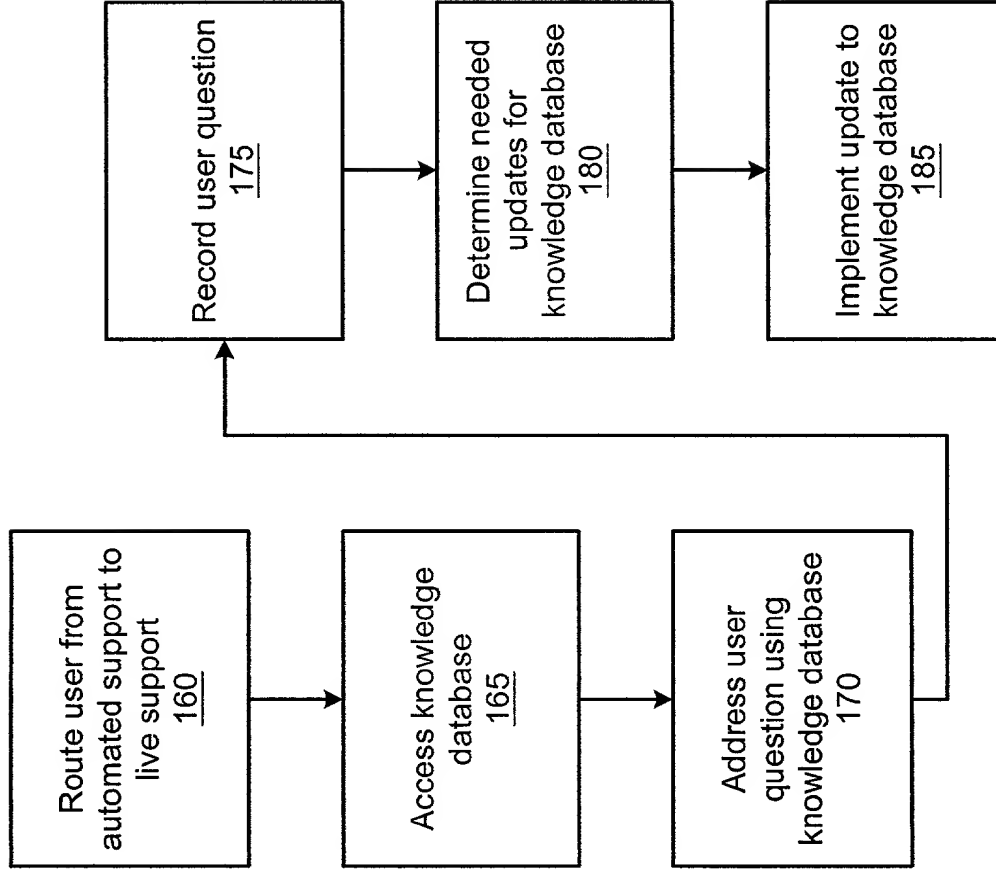 Route user from
automated support to
live support
160
Access knowledge
database
165
Address user
question using
knowledge database
170
Record user question
175
Determine needed
updates for
knowledge database
180
Implement update to
knowledge database
185